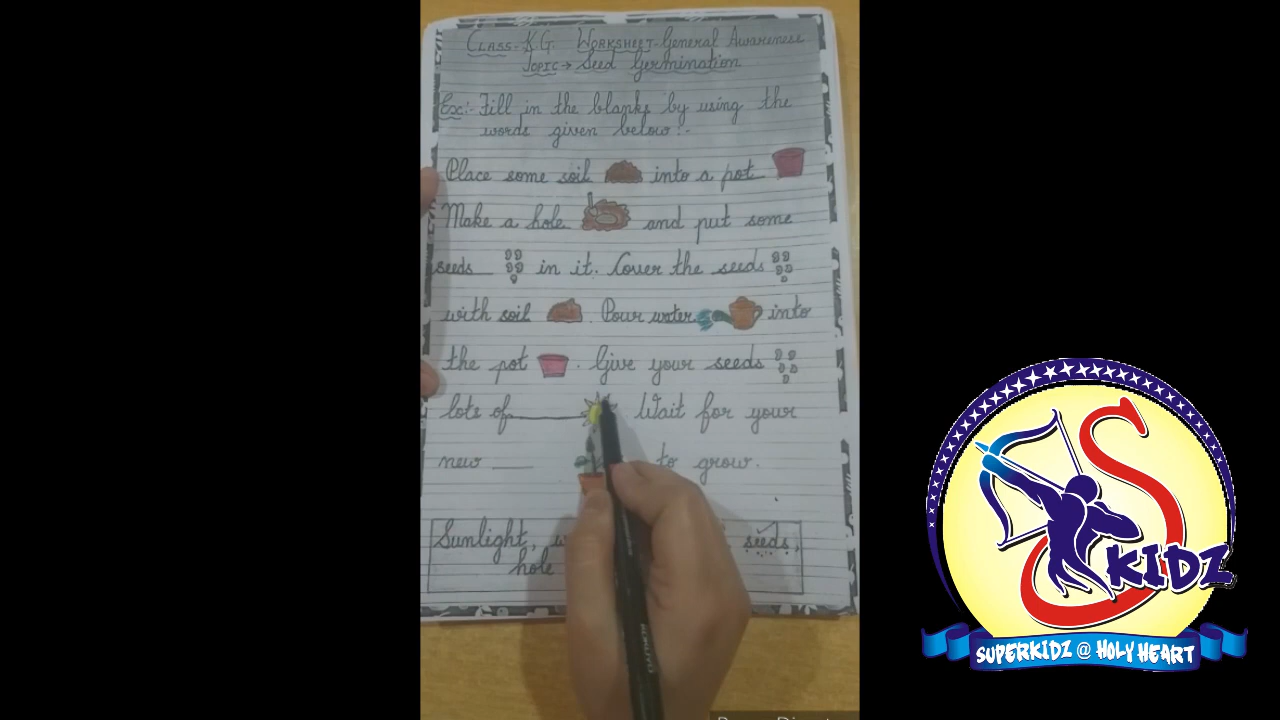 CLASS-K.G. WORKSHEET-General Awareness
TOPIC→ Seed Germination
Ex:- Fill in the blanks by using the
words given below:-
Place some soil into a pot
Make a hole and put some
seeds in it. Cover the seeds
with soil. Pour water into
the pot. Give your seeds
lots of ______ Wait for your
new ___ to grow.
Sunlight, seeds,
hole
S
KIDZ
SUPERKIDZ @ HOLY HEART